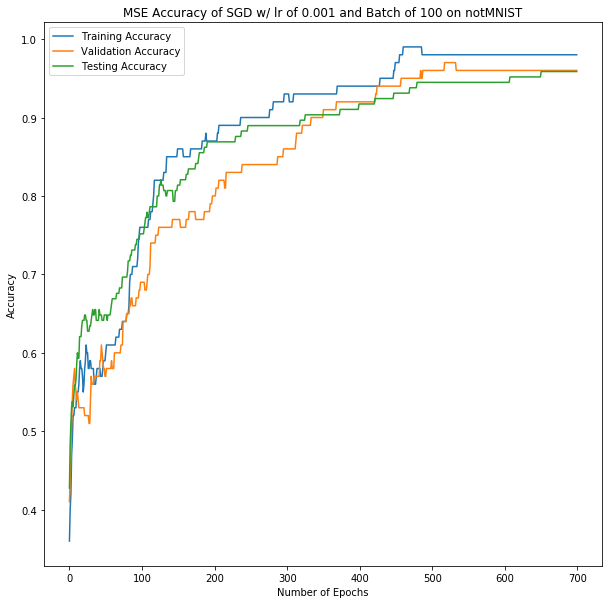 MSE Accuracy of SGD w/ lr of 0.001 and Batch of 100 on notMNIST
Training Accuracy
Validation Accuracy
Testing Accuracy
1.0
0.9
0.8
0.7
0.6
0.5
0.4
Accuracy
0 100 200 300 400 500 600 700
Number of Epochs